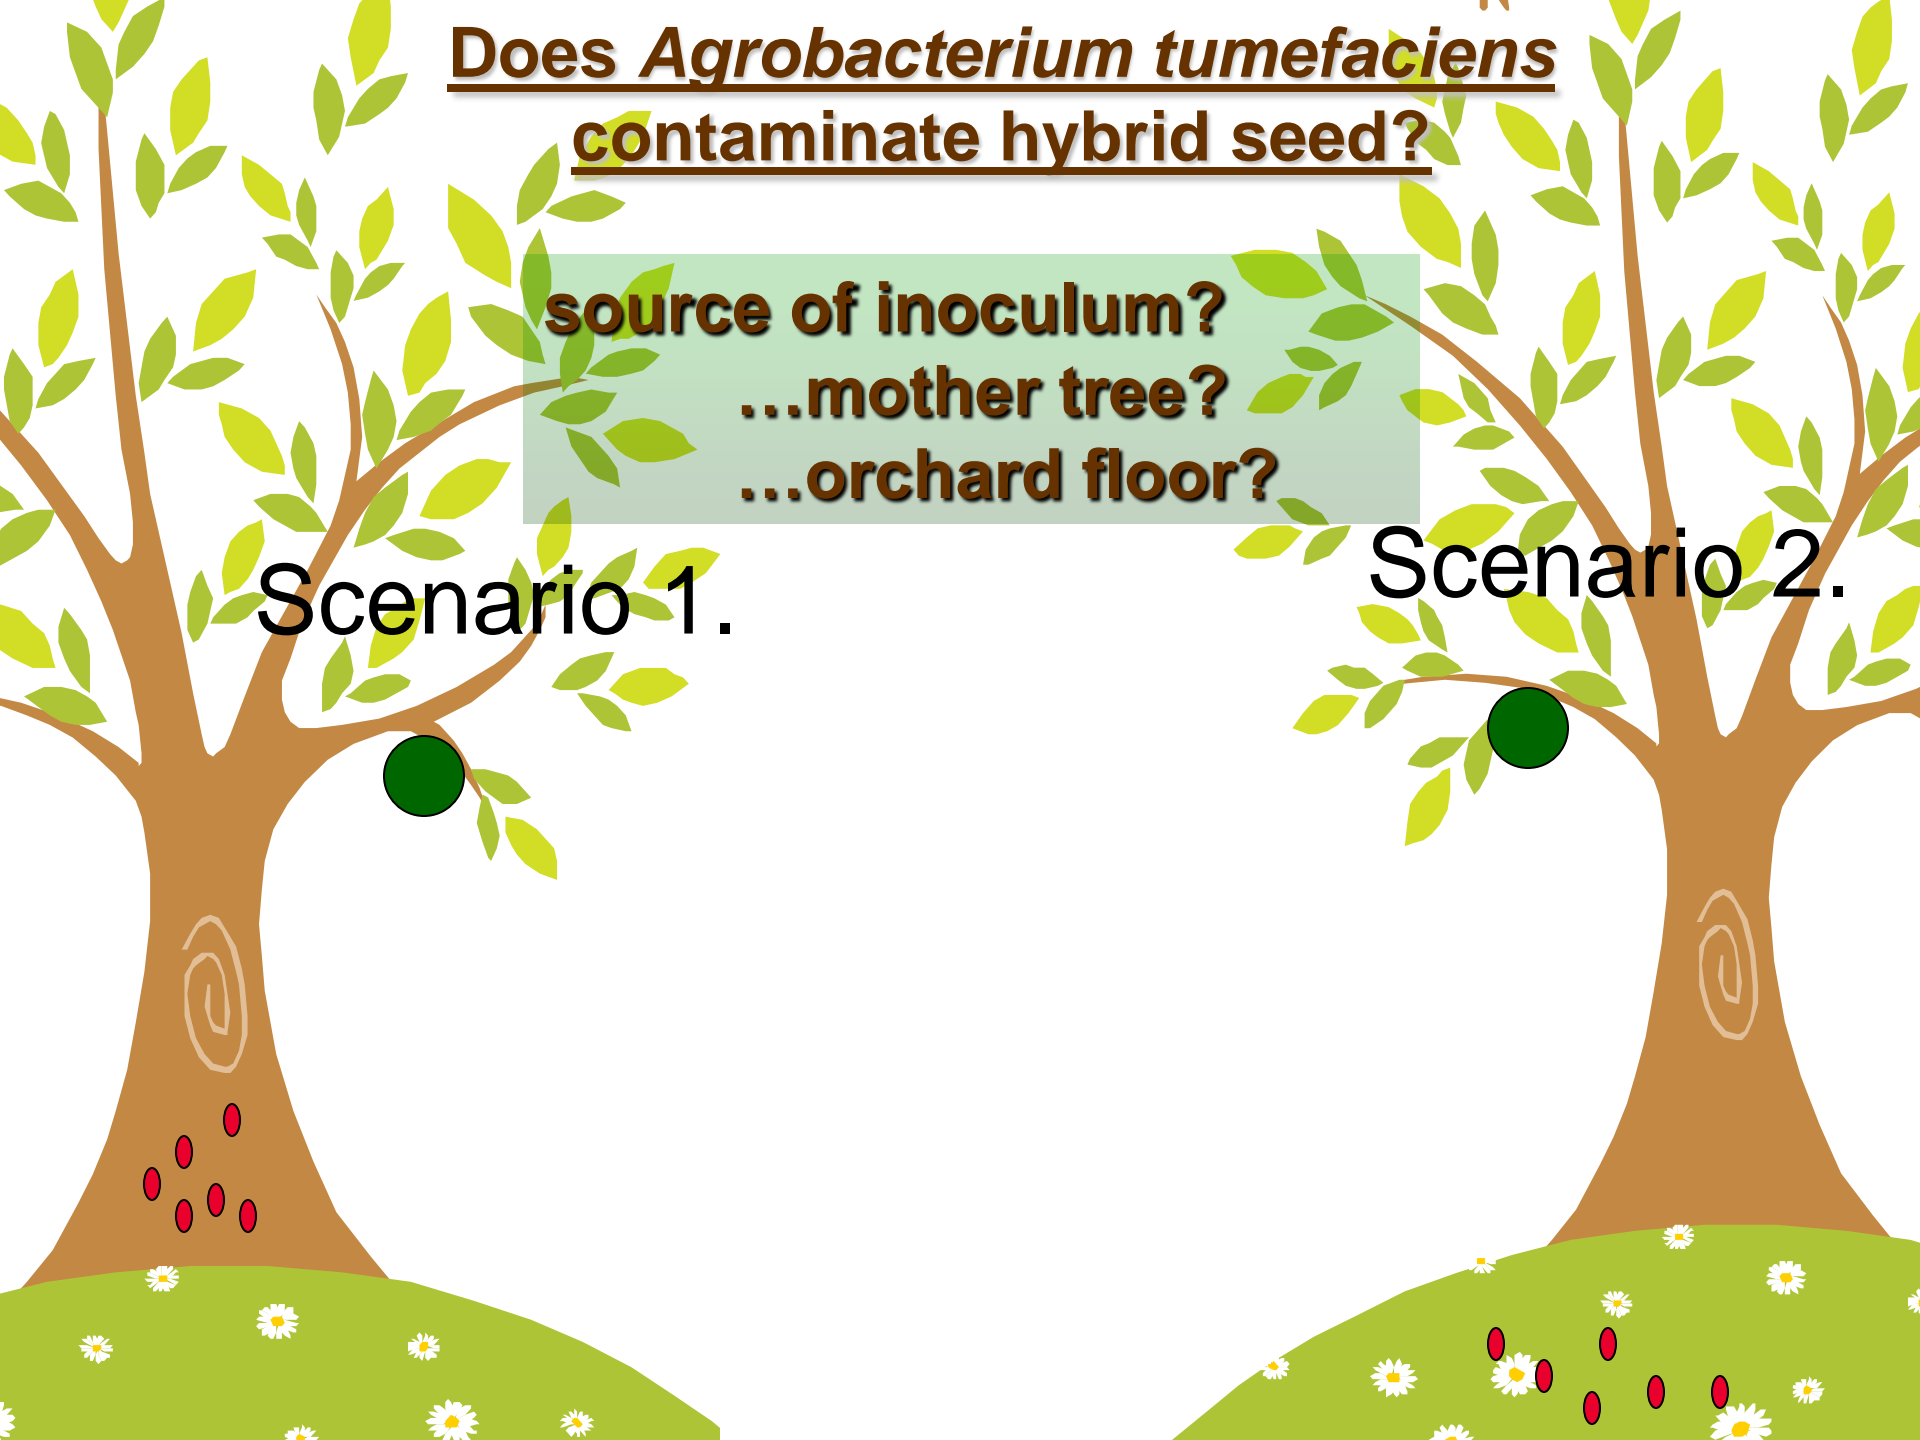 Does Agrobacterium tumefaciens
contaminate hybrid seed?
source of inoculum?
…mother tree?
…orchard floor?
Scenario 1.
Scenario 2.